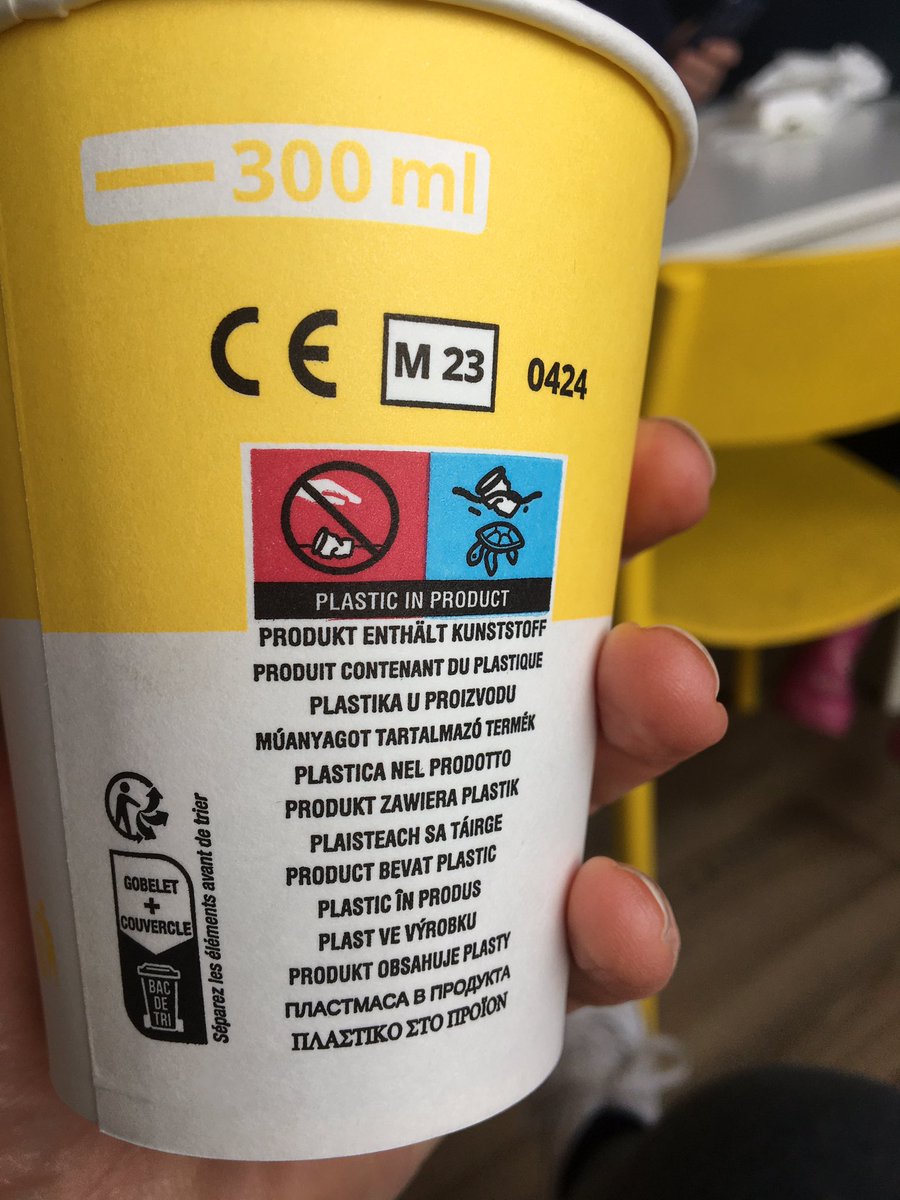 300 ml
CE M 23 0424
PLASTIC IN PRODUCT
PRODUKT ENTHÄLT KUNSTSTOFF
PRODUIT CONTENANT DU PLASTIQUE
PLASTIKA U PROIZVODU
MÚANYAGOT TARTALMAZÓ TERMÉK
PLASTICA NEL PRODOTTO
PRODUKT ZAWIERA PLASTIK
PLAISTEACH SA TÁIRGE
PRODUCT BEVAT PLASTIC
PLASTIC ÎN PRODUS
PLAST VE VÝROBKU
PRODUKT OBSAHUJE PLASTY
ПЛАСТМАСА В ПРОДУКТА
ΠΛΑΣΤΙΚΟ ΣΤΟ ΠΡΟΪΟΝ
GOBELET
+
COUVERCLE
BAC
DE
TRI
Séparez les éléments avant de trier